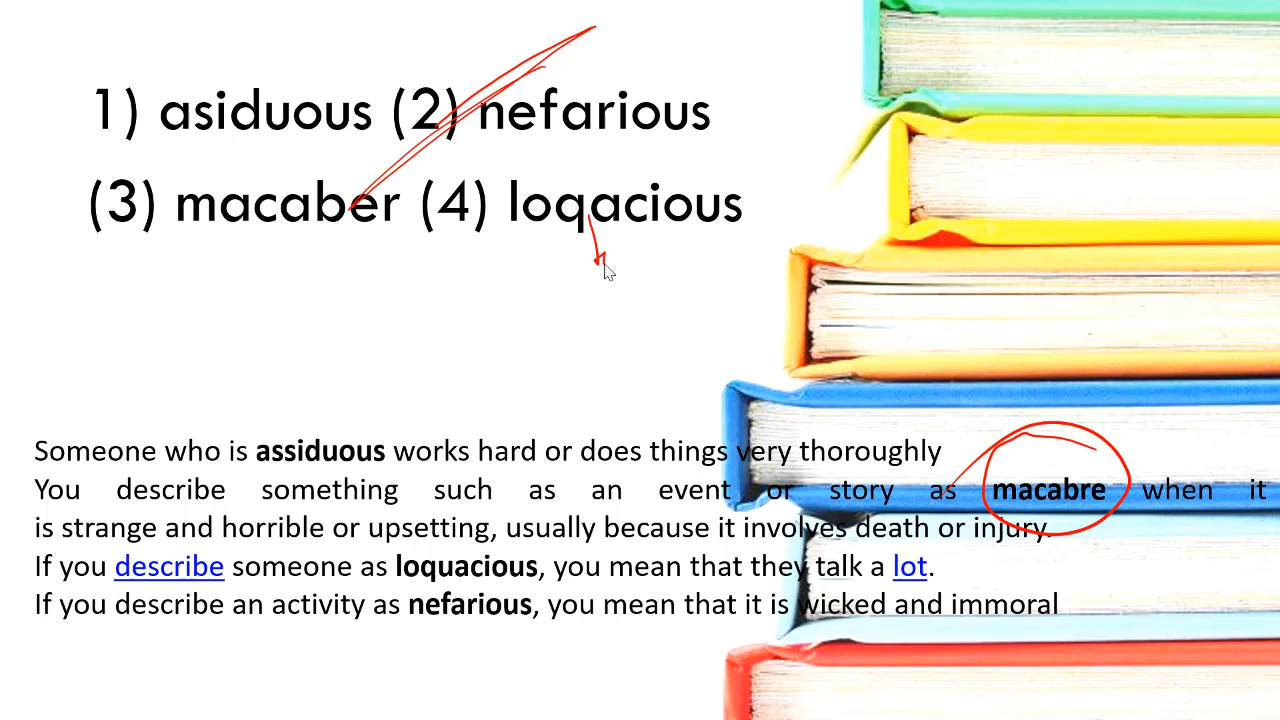 1) asiduous (2) nefarious
(3) macaber (4) loqacious
Someone who is assiduous works hard or does things very thoroughly
You describe something such as an event or story as macabre when it
is strange and horrible or upsetting, usually because it involves death or injury.
If you describe someone as loquacious, you mean that they talk a lot.
If you describe an activity as nefarious, you mean that it is wicked and immoral